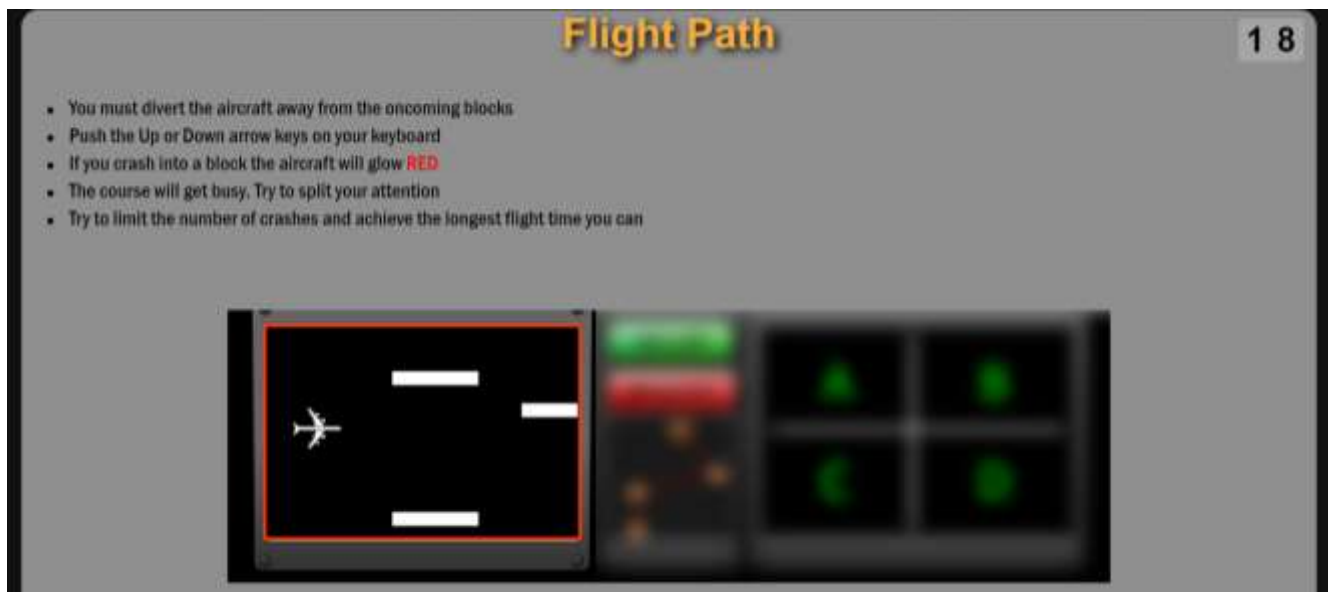 Flight Path
1 8
You must divert the aircraft away from the oncoming blocks
Push the Up or Down arrow keys on your keyboard
If you crash into a block the aircraft will glow RED
The course will get busy. Try to split your attention
Try to limit the number of crashes and achieve the longest flight time you can
A B
C D